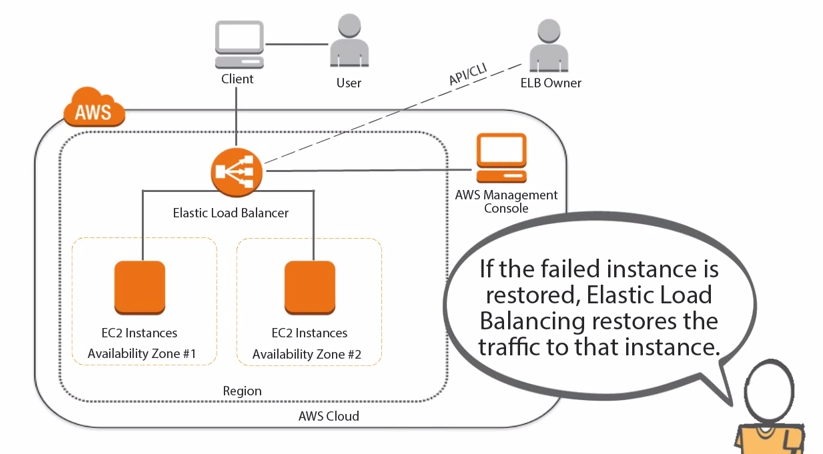 Client
User
API/CLI
ELB Owner
AWS
Elastic Load Balancer
AWS Management
Console
EC2 Instances
Availability Zone #1
EC2 Instances
Availability Zone #2
Region
AWS Cloud
If the failed instance is
restored, Elastic Load
Balancing restores the
traffic to that instance.